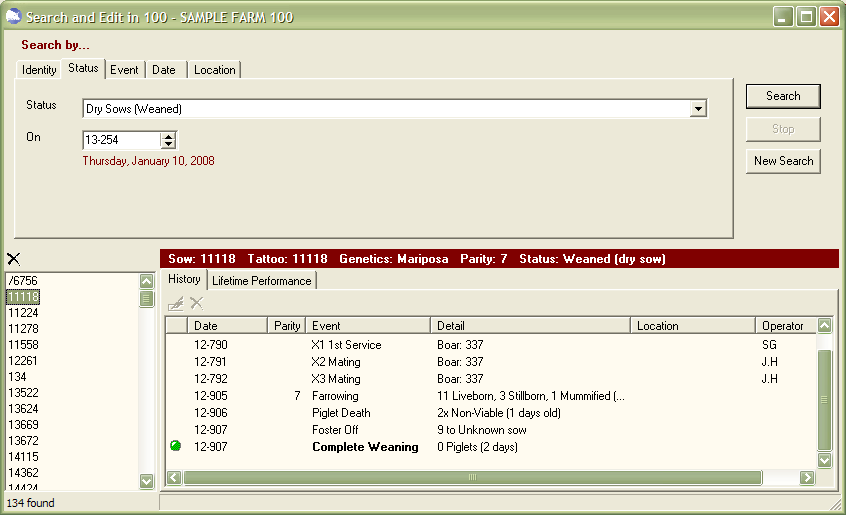 Search and Edit in 100 - SAMPLE FARM 100
Search by...
Identity Status Event Date Location
Status Dry Sows (Weaned)
On 13-254
Thursday, January 10, 2008
Search
Stop
New Search
/6756
11118
11224
11278
11558
12261
134
13522
13624
13669
13672
14115
14362
14424
134 found
Sow: 11118 Tattoo: 11118 Genetics: Mariposa Parity: 7 Status: Weaned (dry sow)
History Lifetime Performance
Date Parity Event Detail Location Operator
12-790 X1 1st Service Boar: 337 SG
12-791 X2 Mating Boar: 337 J.H
12-792 X3 Mating Boar: 337 J.H
12-905 7 Farrowing 11 Liveborn, 3 Stillborn, 1 Mummified (...
12-906 Piglet Death 2x Non-Viable (1 days old)
12-907 Foster Off 9 to Unknown sow
12-907 Complete Weaning 0 Piglets (2 days)